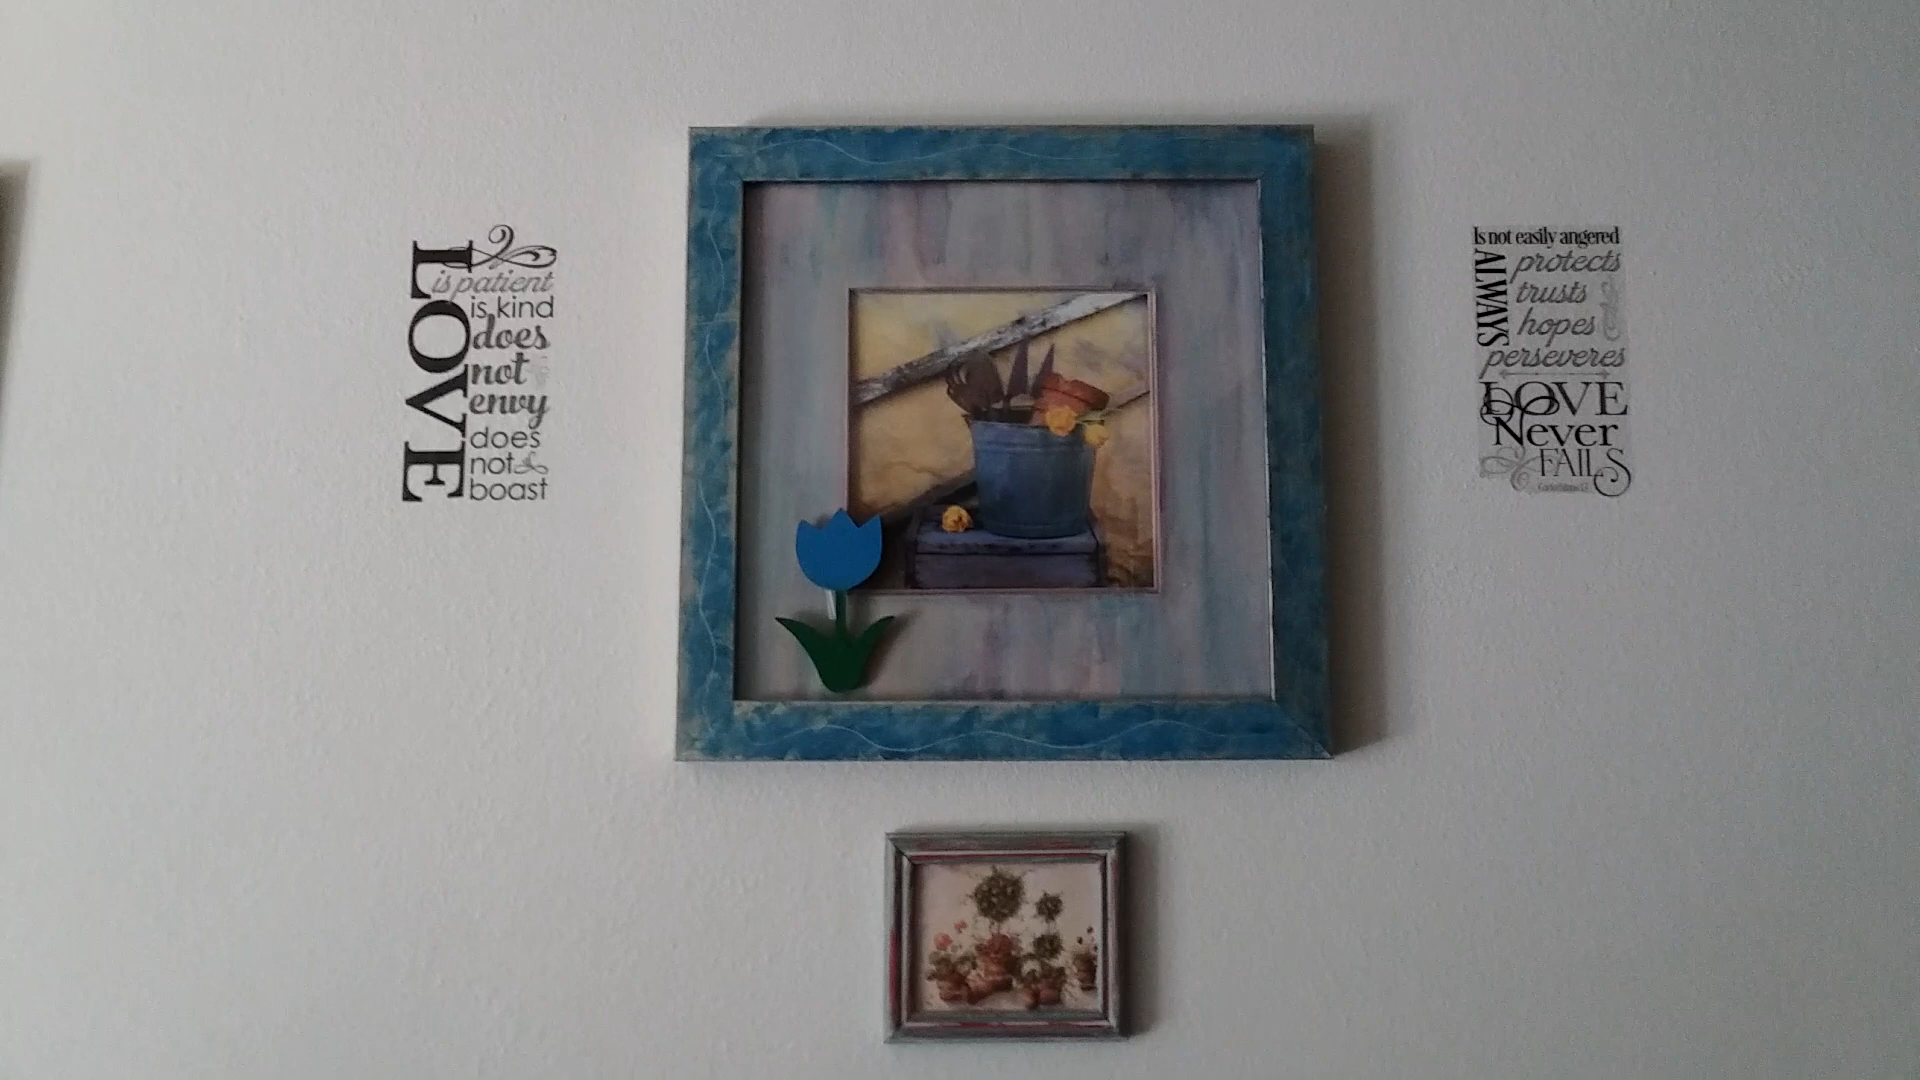 LOVE
is patient
is kind
does
not
envy
does
not
boast
Is not easily angered
ALWAYS
protects
trusts
hopes
perseveres
LOVE
Never
FAILS